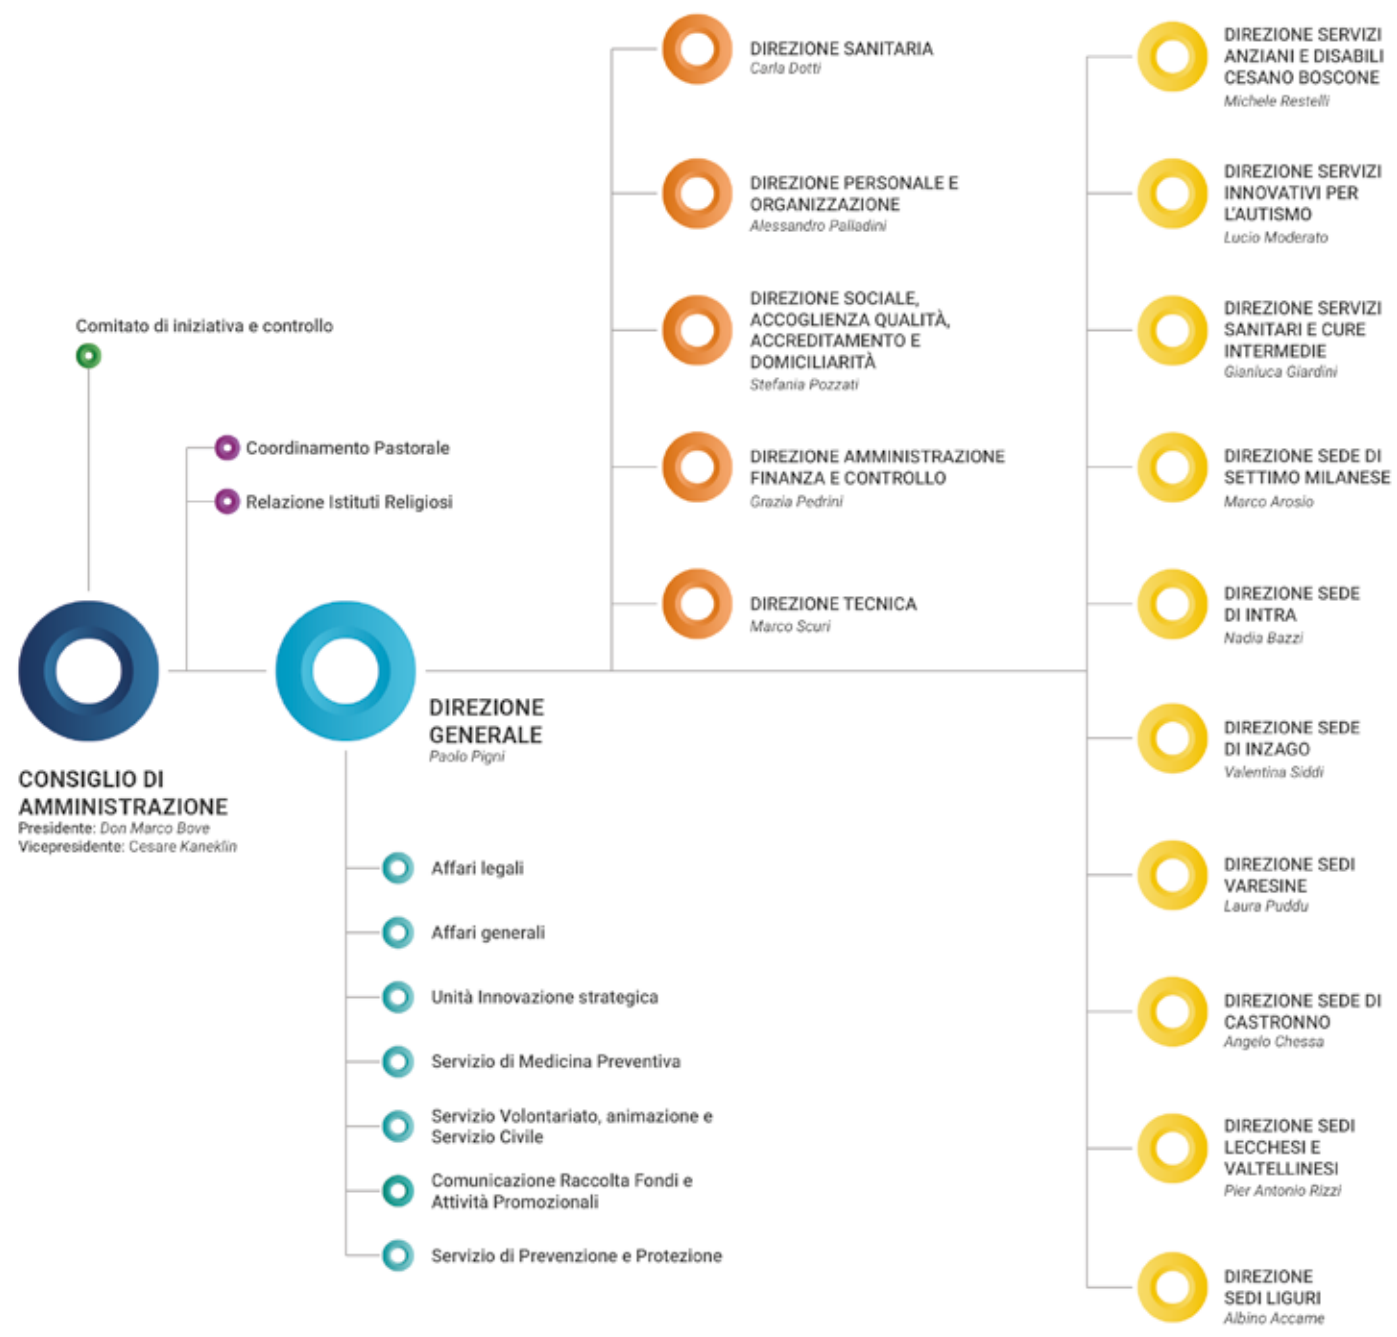 Comitato di iniziativa e controllo
Coordinamento Pastorale
Relazione Istituti Religiosi
CONSIGLIO DI
AMMINISTRAZIONE
Presidente: Don Marco Bove
Vicepresidente: Cesare Kaneklin
DIREZIONE
GENERALE
Paolo Pigni
Affari legali
Affari generali
Unità Innovazione strategica
Servizio di Medicina Preventiva
Servizio Volontariato, animazione e
Servizio Civile
Comunicazione Raccolta Fondi e
Attività Promozionali
Servizio di Prevenzione e Protezione
DIREZIONE SANITARIA
Carla Dotti
DIREZIONE PERSONALE E
ORGANIZZAZIONE
Alessandro Palladini
DIREZIONE SOCIALE,
ACCOGLIENZA QUALITÀ,
ACCREDITAMENTO E
DOMICILIARITÀ
Stefania Pozzati
DIREZIONE AMMINISTRAZIONE
FINANZA E CONTROLLO
Grazia Pedrini
DIREZIONE TECNICA
Marco Scuri
DIREZIONE SERVIZI
ANZIANI E DISABILI
CESANO BOSCONE
Michele Restelli
DIREZIONE SERVIZI
INNOVATIVI PER
L'AUTISMO
Lucio Moderato
DIREZIONE SERVIZI
SANITARI E CURE
INTERMEDIE
Gianluca Giardini
DIREZIONE SEDE DI
SETTIMO MILANESE
Marco Arosio
DIREZIONE SEDE
DI INTRA
Nadia Bazzi
DIREZIONE SEDE
DI INZAGO
Valentina Siddi
DIREZIONE SEDI
VARESINE
Laura Puddu
DIREZIONE SEDE DI
CASTRONNO
Angelo Chessa
DIREZIONE SEDI
LECCHESI E
VALTELLINESI
Pier Antonio Rizzi
DIREZIONE
SEDI LIGURI
Albino Accame